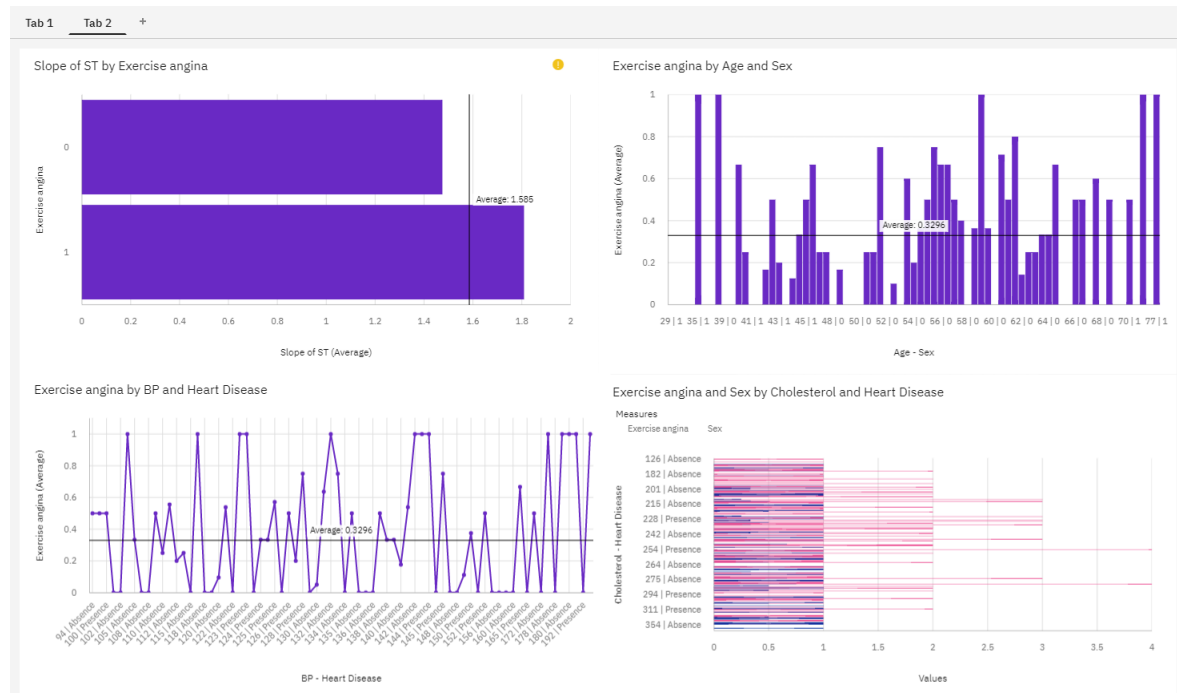 Tab 1 Tab 2 +
Slope of ST by Exercise angina
Exercise angina
0
1
Average: 1.585
0 0.2 0.4 0.6 0.8 1 1.2 1.4 1.6 1.8 2
Slope of ST (Average)
Exercise angina by Age and Sex
Exercise angina (Average)
1
0.8
0.6
0.4
0.2
0
Average: 0.3296
29 | 1 35 | 1 39 | 0 41 | 1 43 | 1 45 | 1 48 | 0 50 | 0 52 | 0 54 | 0 56 | 0 58 | 0 60 | 0 62 | 0 64 | 0 66 | 0 68 | 0 70 | 1 77 | 1
Age - Sex
Exercise angina by BP and Heart Disease
Exercise angina (Average)
1
0.8
0.6
0.4
0.2
0
Average: 0.3296
94 | Absence
100 | Presence
102 | Absence
105 | Absence
108 | Absence
110 | Absence
112 | Absence
115 | Absence
118 | Absence
120 | Absence
122 | Absence
123 | Presence
124 | Presence
125 | Presence
126 | Presence
128 | Presence
130 | Absence
132 | Absence
134 | Absence
135 | Absence
136 | Absence
138 | Absence
140 | Absence
142 | Absence
144 | Presence
145 | Presence
148 | Absence
150 | Presence
152 | Presence
156 | Absence
160 | Absence
165 | Presence
172 | Absence
178 | Absence
180 | Absence
192 | Presence
BP - Heart Disease
Exercise angina and Sex by Cholesterol and Heart Disease
Measures
Exercise angina Sex
Cholesterol - Heart Disease
126 | Absence
182 | Absence
201 | Absence
215 | Absence
228 | Presence
242 | Absence
254 | Presence
264 | Absence
275 | Absence
294 | Presence
311 | Presence
354 | Absence
0 0.5 1 1.5 2 2.5 3 3.5 4
Values